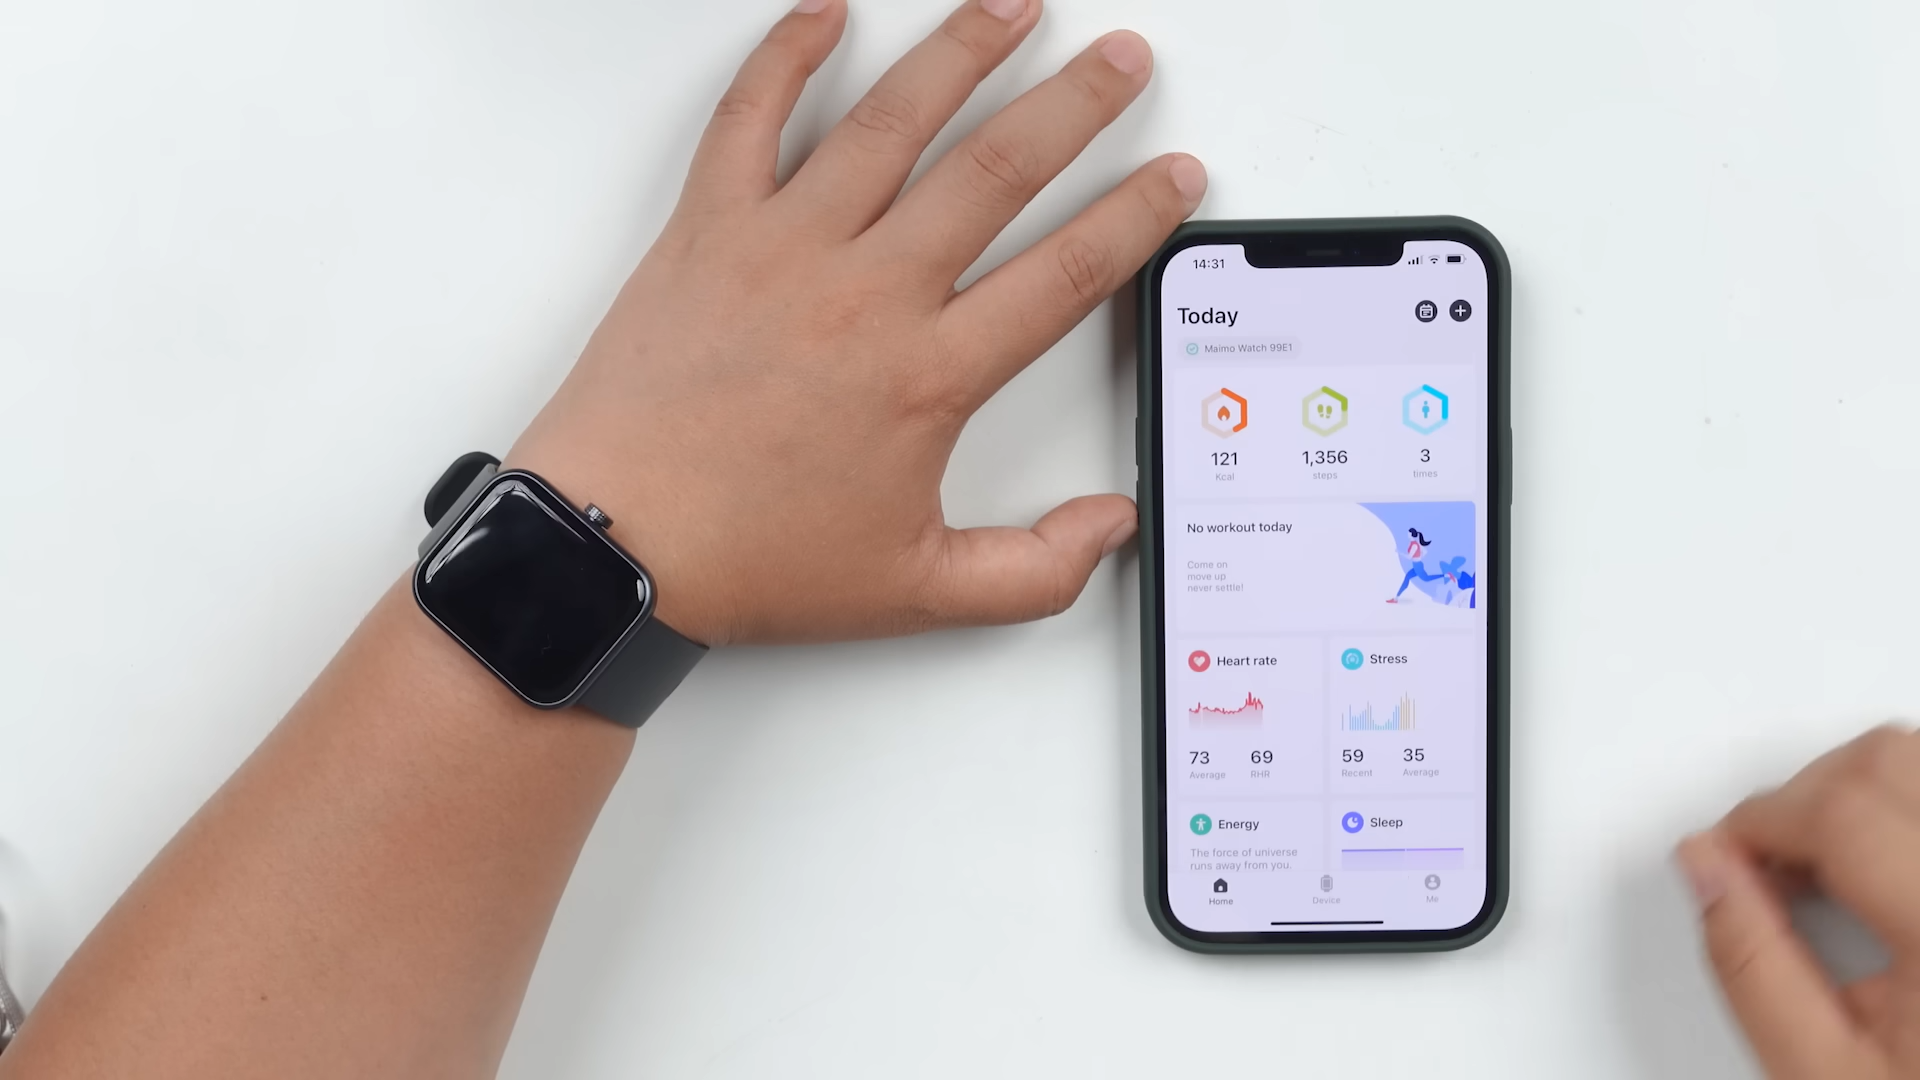 14:31
Today
Maimo Watch 99E1
121
Kcal
1,356
steps
3
times
No workout today
Come on
move up
never settle!
Heart rate
73
Average
69
RHR
Stress
59
Recent
35
Average
Energy
The force of universe
runs away from you.
Sleep
Home
Device
Me